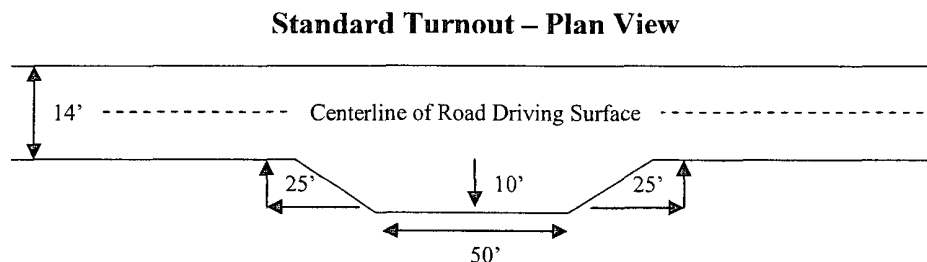 Standard Turnout – Plan View
14’
Centerline of Road Driving Surface
25’
10’
25’
50’